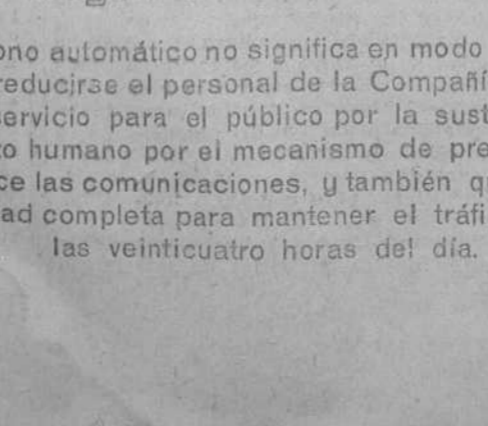 ono automático no significa en modo
reducirse el personal de la Compañí
servicio para el público por la sust
to humano por el mecanismo de pre
ce las comunicaciones, y también q
ad completa para mantener el tráfi
las veinticuatro horas del día.